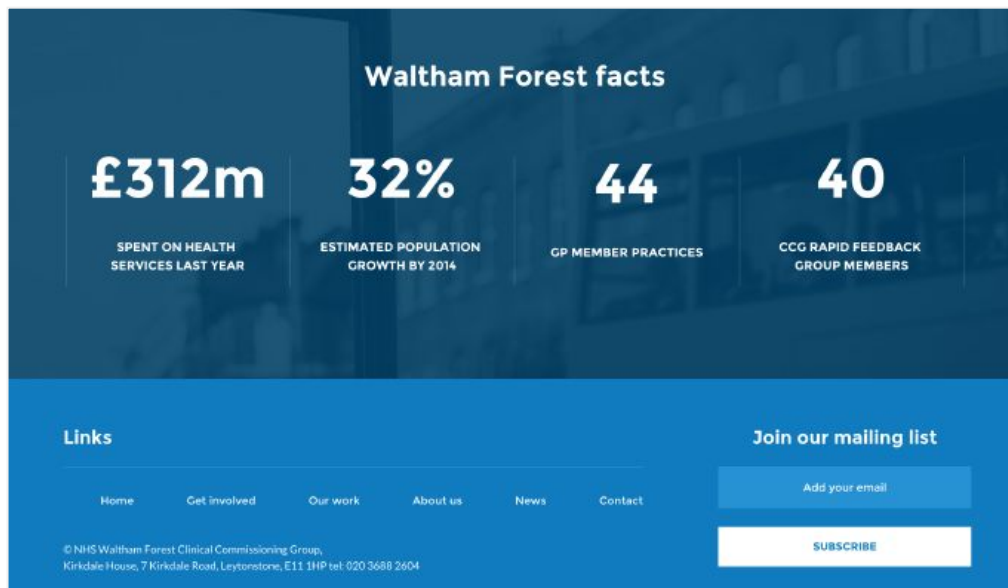 Waltham Forest facts
£312m
SPENT ON HEALTH
SERVICES LAST YEAR
32%
ESTIMATED POPULATION
GROWTH BY 2014
44
GP MEMBER PRACTICES
40
CCG RAPID FEEDBACK
GROUP MEMBERS
Links
Home Get involved Our work About us News Contact
© NHS Waltham Forest Clinical Commissioning Group,
Kirkdale House, 7 Kirkdale Road, Leytonstone, E11 1HP tel: 020 3688 2604
Join our mailing list
Add your email
SUBSCRIBE